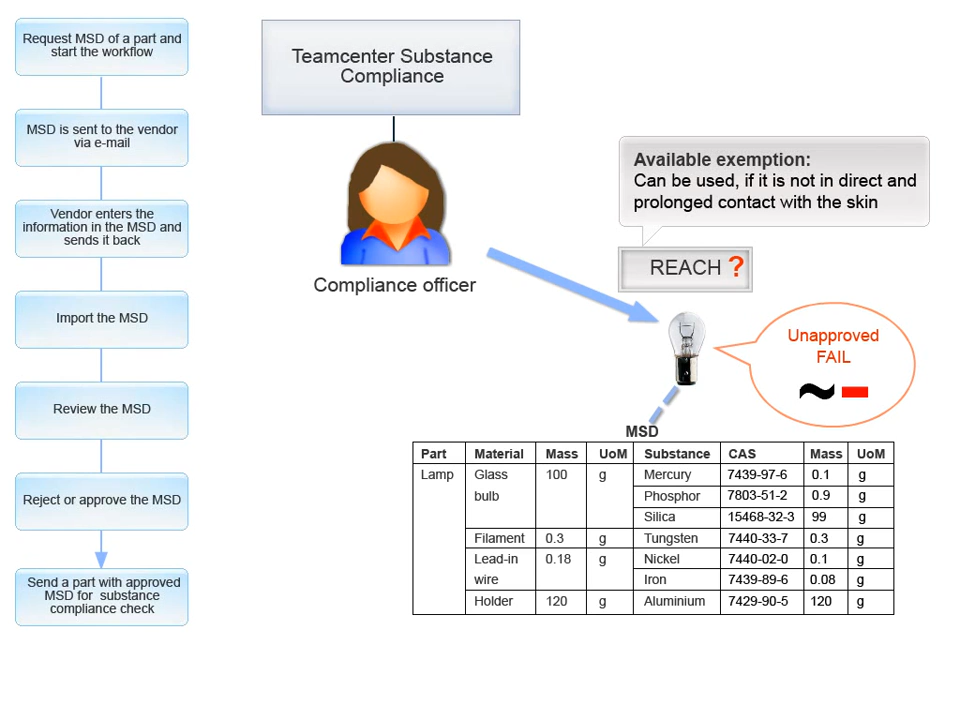 Request MSD of a part and
start the workflow
MSD is sent to the vendor
via e-mail
Vendor enters the
information in the MSD and
sends it back
Import the MSD
Review the MSD
Reject or approve the MSD
Send a part with approved
MSD for substance
compliance check
Teamcenter Substance
Compliance
Compliance officer
Available exemption:
Can be used, if it is not in direct and
prolonged contact with the skin
REACH ?
Unapproved
FAIL
MSD
Part Material Mass UoM Substance CAS Mass UoM
Lamp Glass 100 g Mercury 7439-97-6 0.1 g
bulb Phosphor 7803-51-2 0.9 g
Silica 15468-32-3 99 g
Filament 0.3 g Tungsten 7440-33-7 0.3 g
Lead-in 0.18 g Nickel 7440-02-0 0.1 g
wire Iron 7439-89-6 0.08 g
Holder 120 g Aluminium 7429-90-5 120 g